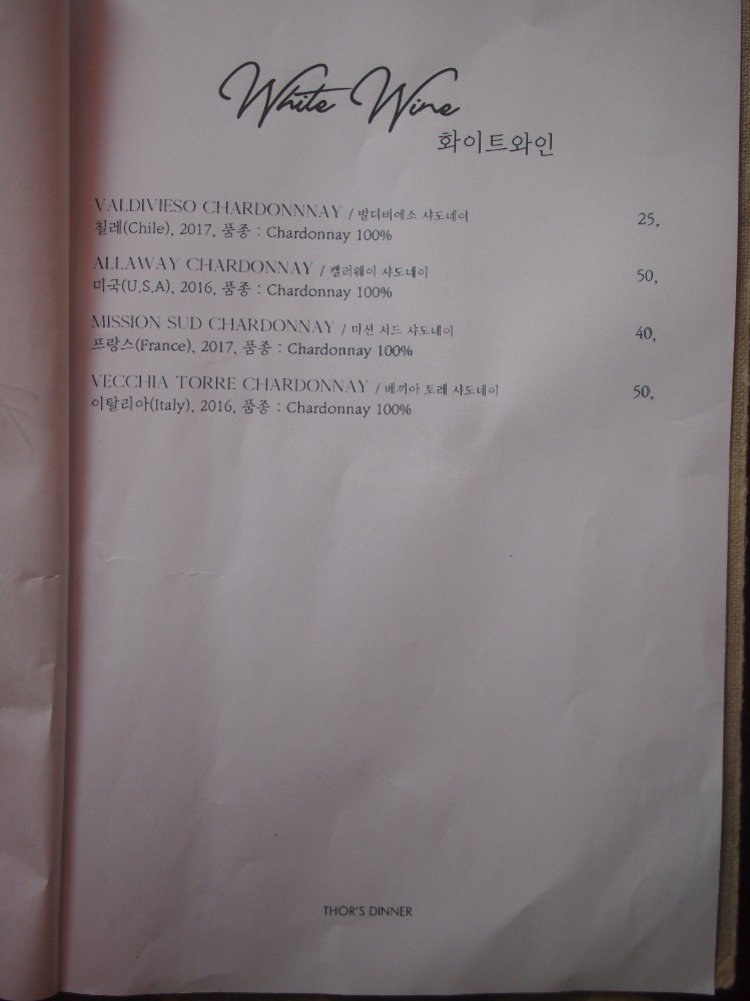 White Wine
화이트와인
VALDIVIESO CHARDONNNAY / 발디비에소 샤도네이 25,
칠레(Chile), 2017, 품종 : Chardonnay 100%
ALLAWAY CHARDONNAY / 캘러웨이 샤도네이 50,
미국(U.S.A), 2016, 품종 : Chardonnay 100%
MISSION SUD CHARDONNAY / 미션 서드 샤도네이 40,
프랑스(France), 2017, 품종 : Chardonnay 100%
VECCHIA TORRE CHARDONNAY / 베끼아 토레 샤도네이 50,
이탈리아(Italy), 2016, 품종 : Chardonnay 100%
THOR'S DINNER